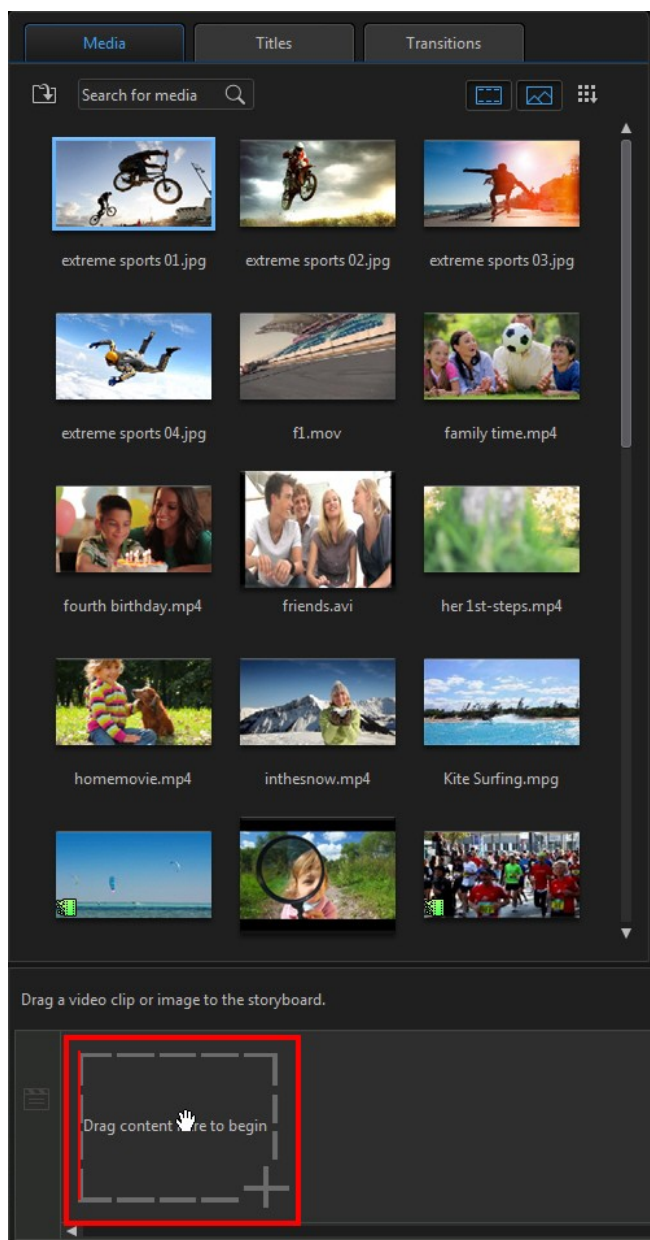 Media Titles Transitions
Search for media
extreme sports 01.jpg extreme sports 02.jpg extreme sports 03.jpg
extreme sports 04.jpg f1.mov family time.mp4
fourth birthday.mp4 friends.avi her 1st-steps.mp4
homemovie.mp4 inthesnow.mp4 Kite Surfing.mpg
Drag a video clip or image to the storyboard.
Drag content re to begin